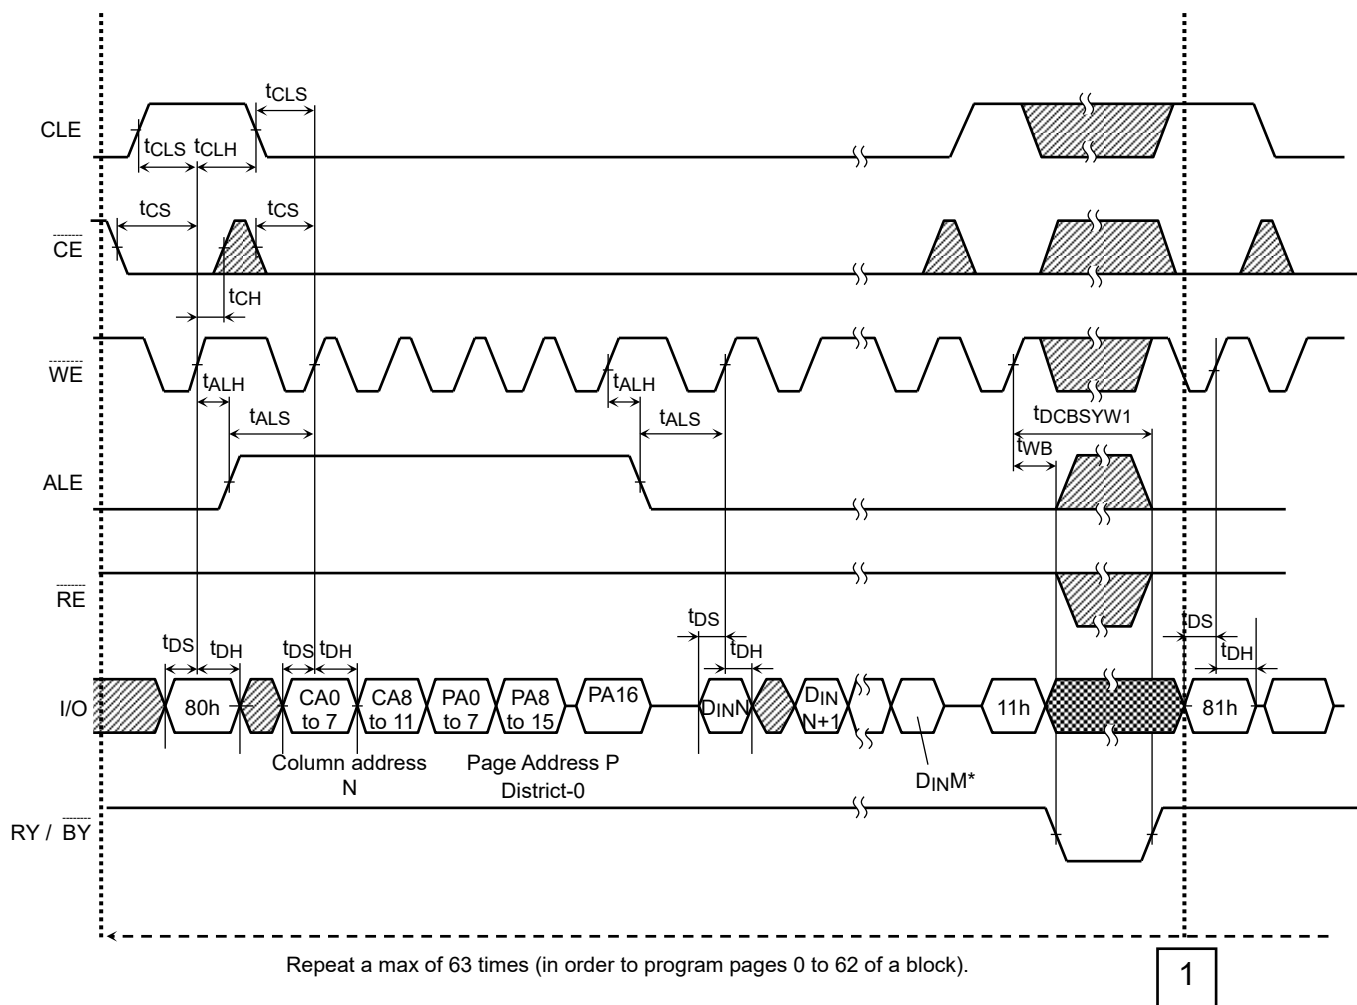 tCLS
CLE
tCLS tCLH
tCS tCS
CE
tCH
WE
tALH tALH
tALS tALS tDCBSYW1
tWB
ALE
RE
tDS tDH tDS tDH tDS tDH tDS tDH
I/O 80h CA0 to 7 CA8 to 11 PA0 to 7 PA8 to 15 PA16 DINN DIN N+1 11h 81h
Column address N
Page Address P District-0
DINM*
RY / BY
Repeat a max of 63 times (in order to program pages 0 to 62 of a block).
1